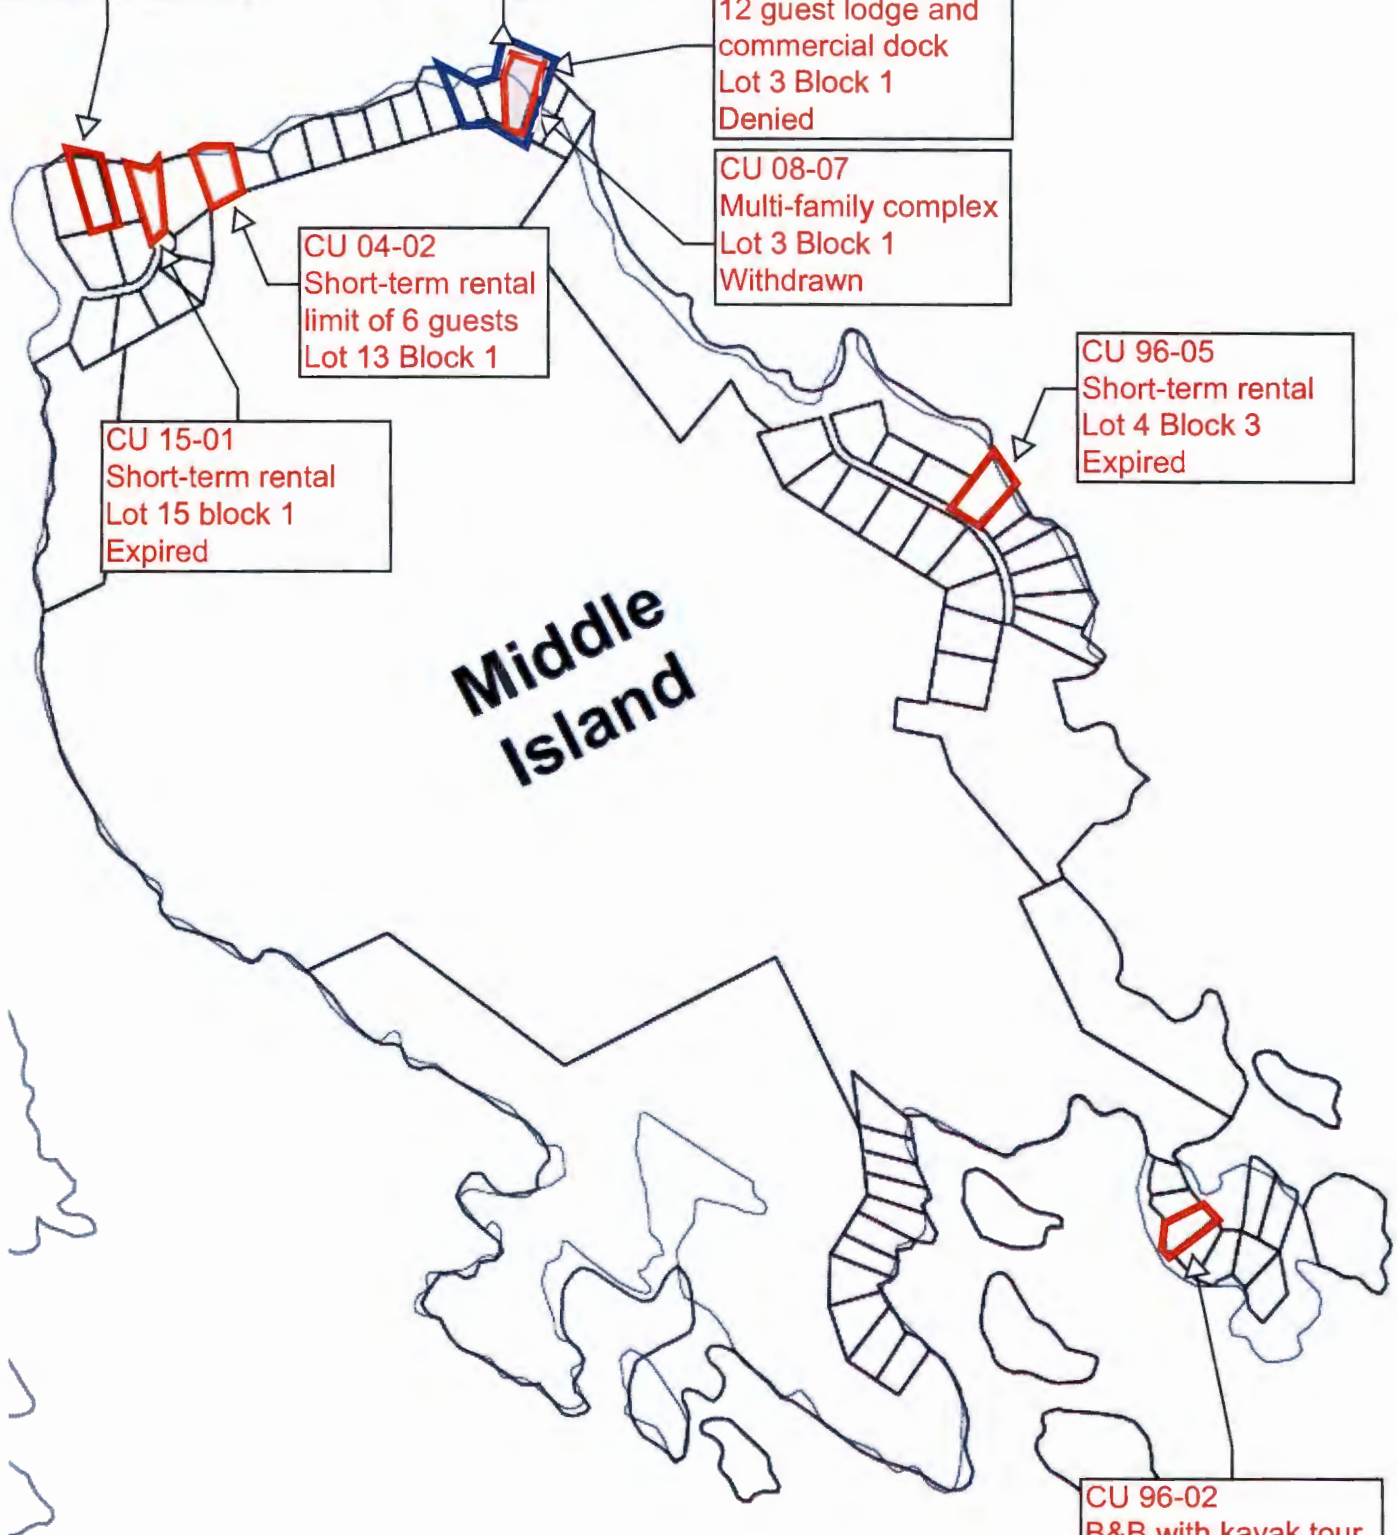 12 guest lodge and
commercial dock
Lot 3 Block 1
Denied
CU 08-07
Multi-family complex
Lot 3 Block 1
Withdrawn
CU 04-02
Short-term rental
limit of 6 guests
Lot 13 Block 1
CU 96-05
Short-term rental
Lot 4 Block 3
Expired
CU 15-01
Short-term rental
Lot 15 block 1
Expired
Middle
Island
CU 96-02
B&B with kayak tour